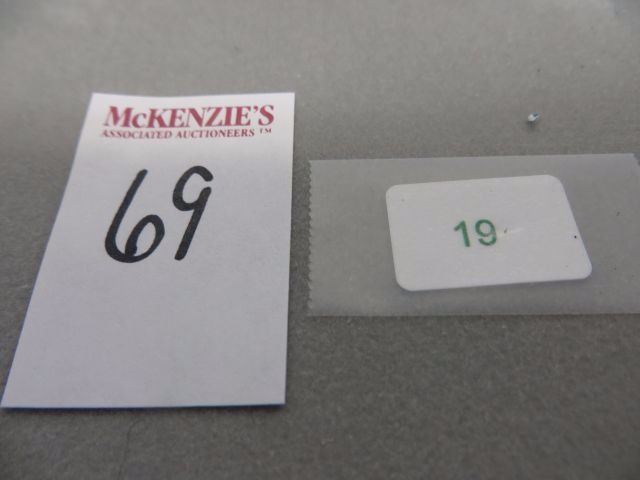 McKENZIE'S
ASSOCIATED AUCTIONEERS ™
69
19